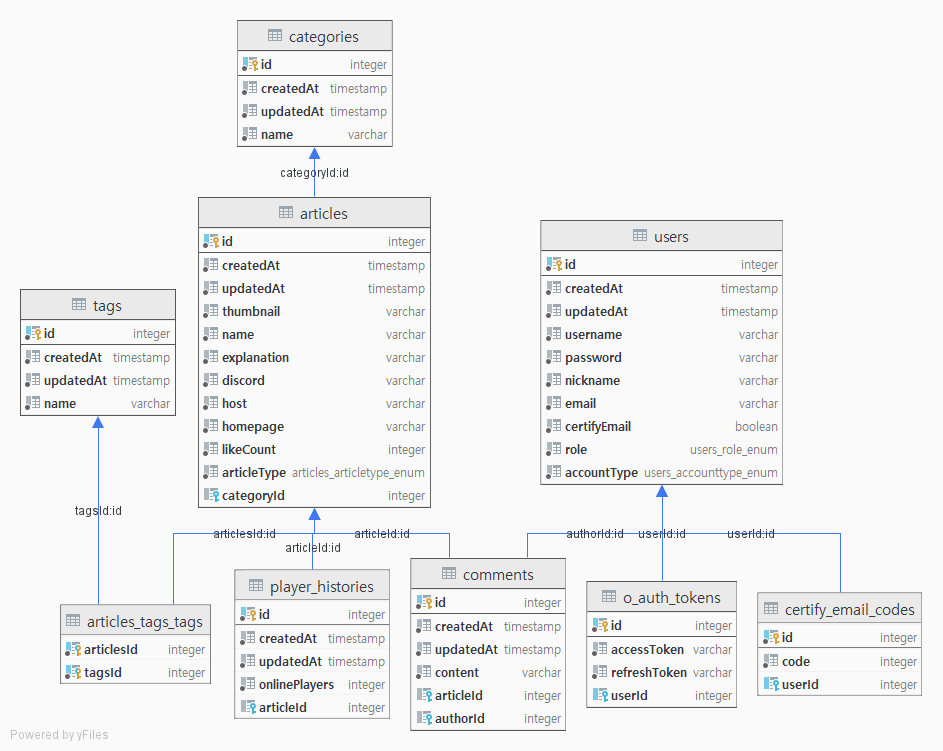 categories
id integer
createdAt timestamp
updatedAt timestamp
name varchar
categoryId:id
articles
id integer
createdAt timestamp
updatedAt timestamp
thumbnail varchar
name varchar
explanation varchar
discord varchar
host varchar
homepage varchar
likeCount integer
articleType articles_articletype_enum
categoryId integer
users
id integer
createdAt timestamp
updatedAt timestamp
username varchar
password varchar
nickname varchar
email varchar
certifyEmail boolean
role users_role_enum
accountType users_accounttype_enum
tags
id integer
createdAt timestamp
updatedAt timestamp
name varchar
tagsId:id
articlesId:id
articleId:id
articleId:id
authorId:id
userId:id
userId:id
articles_tags_tags
articlesId integer
tagsId integer
player_histories
id integer
createdAt timestamp
updatedAt timestamp
onlinePlayers integer
articleId integer
comments
id integer
createdAt timestamp
updatedAt timestamp
content varchar
articleId integer
authorId integer
o_auth_tokens
id integer
accessToken varchar
refreshToken varchar
userId integer
certify_email_codes
id integer
code integer
userId integer
Powered by yFiles